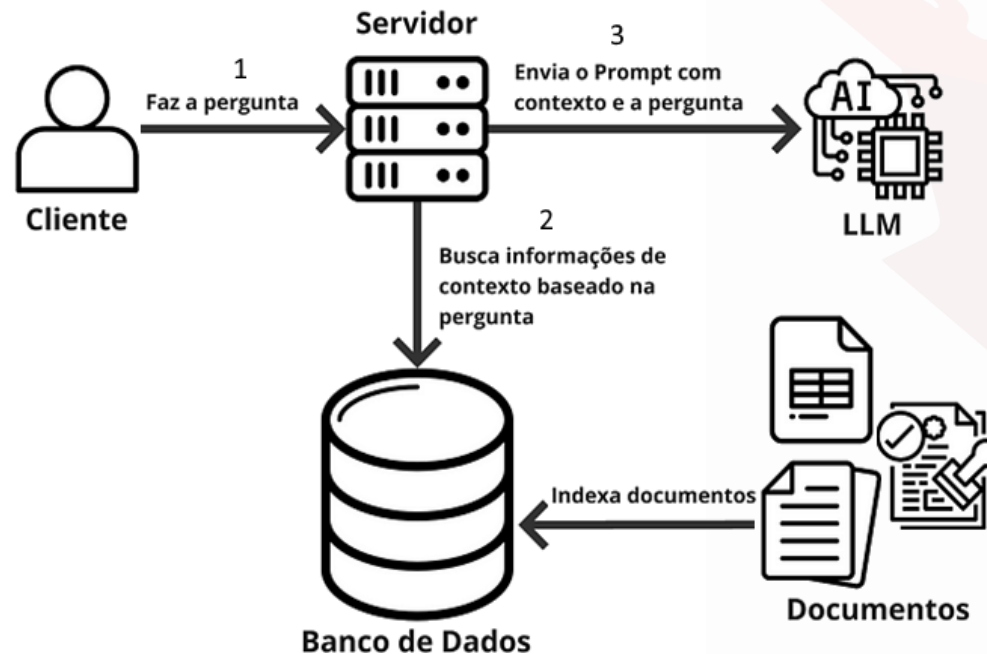 Servidor
1
Faz a pergunta
3
Envia o Prompt com
contexto e a pergunta
AI
Cliente
LLM
2
Busca informações de
contexto baseado na
pergunta
Indexa documentos
Documentos
Banco de Dados